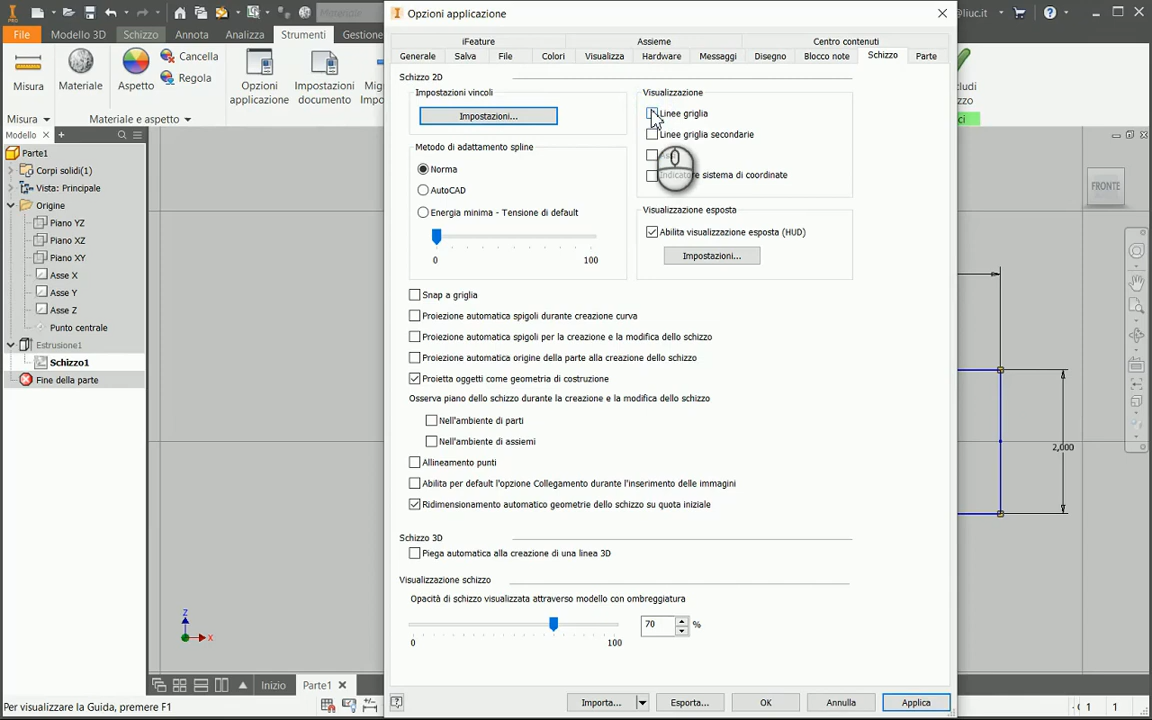 Opzioni applicazione
@liuc.it
File
Modello 3D
Schizzo
Annota
Analizza
Strumenti
Gestione
Misura
Materiale
Aspetto
Cancella
Regola
Opzioni
applicazione
Impostazioni
documento
Misura
Materiale e aspetto
iFeature
Assieme
Centro contenuti
Generale
Salva
File
Colori
Visualizza
Hardware
Messaggi
Disegno
Blocco note
Schizzo
Parte
Modello
Parte1
Corpi solidi(1)
Vista: Principale
Origine
Piano YZ
Piano XZ
Piano XY
Asse X
Asse Y
Asse Z
Punto centrale
Estrusione1
Schizzo1
Fine della parte
Schizzo 2D
Impostazioni vincoli
Impostazioni...
Metodo di adattamento spline
Norma
AutoCAD
Energia minima - Tensione di default
0
100
Visualizzazione
Linee griglia
Linee griglia secondarie
Indicatore sistema di coordinate
Visualizzazione esposta
Abilita visualizzazione esposta (HUD)
Impostazioni...
Snap a griglia
Proiezione automatica spigoli durante creazione curva
Proiezione automatica spigoli per la creazione e la modifica dello schizzo
Proiezione automatica origine della parte alla creazione dello schizzo
Proietta oggetti come geometria di costruzione
Osserva piano dello schizzo durante la creazione e la modifica dello schizzo
Nell'ambiente di parti
Nell'ambiente di assiemi
Allineamento punti
Abilita per default l'opzione Collegamento durante l'inserimento delle immagini
Ridimensionamento automatico geometrie dello schizzo su quota iniziale
Schizzo 3D
Piega automatica alla creazione di una linea 3D
Visualizzazione schizzo
Opacità di schizzo visualizzata attraverso modello con ombreggiatura
0
100
70
%
Importa...
Esporta...
OK
Annulla
Applica
FRONTE
2,000
Z
X
Inizio
Parte1
Per visualizzare la Guida, premere F1
1
1